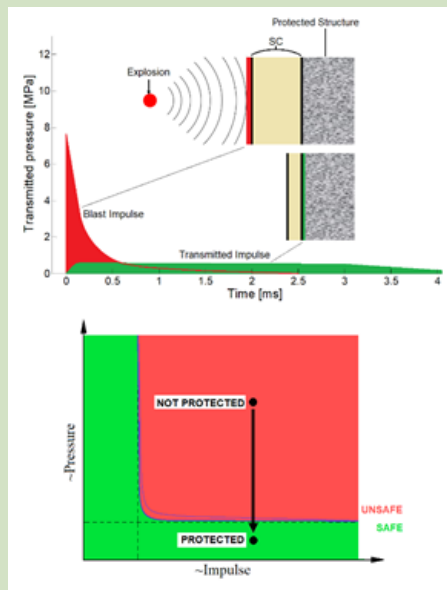 Protected Structure
SC
Explosion
12
10
8
6
4
2
0
Transmitted pressure [MPa]
Blast Impulse
Transmitted Impulse
0
0.5
1
1.5
2
2.5
3
3.5
4
Time [ms]
NOT PROTECTED
UNSAFE
SAFE
PROTECTED
~Pressure
~Impulse